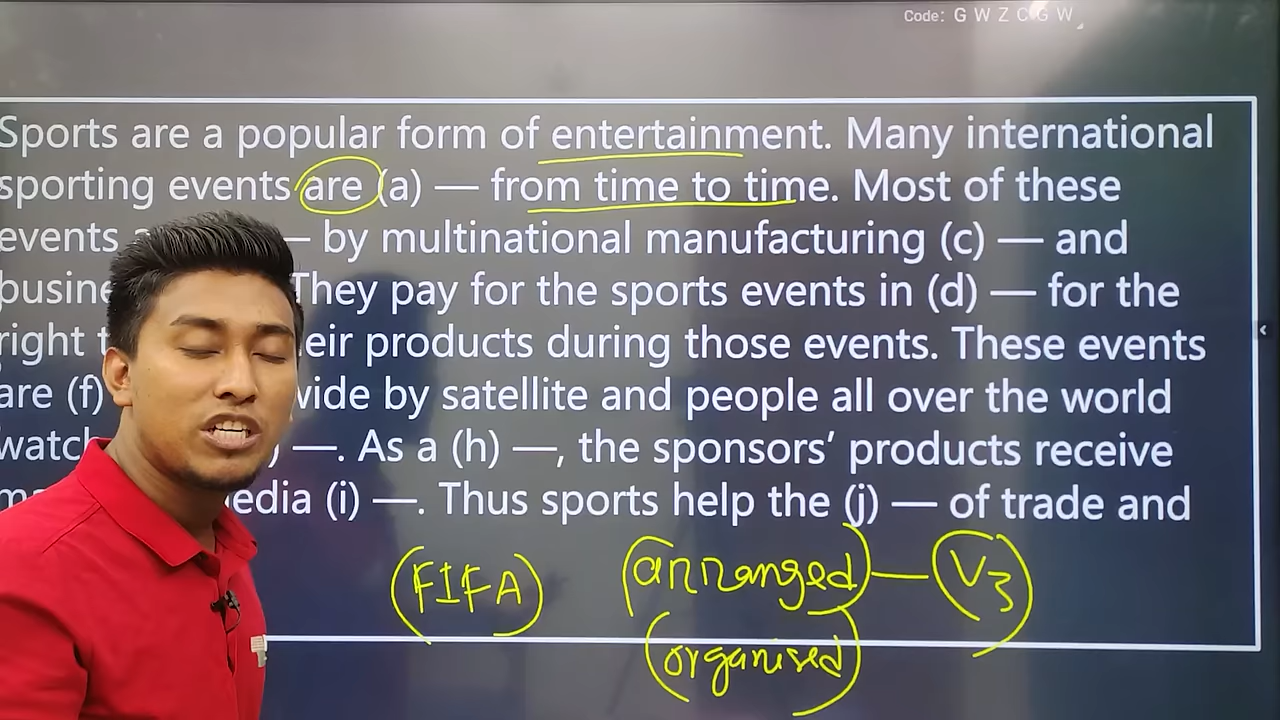 Code: G W Z C G W
Sports are a popular form of entertainment. Many international
sporting events are (a) — from time to time. Most of these
events — by multinational manufacturing (c) — and
They pay for the sports events in (d) — for the
right products during those events. These events
are (f) wide by satellite and people all over the world
watch —. As a (h) —, the sponsors’ products receive
(i) —. Thus sports help the (j) — of trade and
(FIFA) (arranged) — V3
(organised)